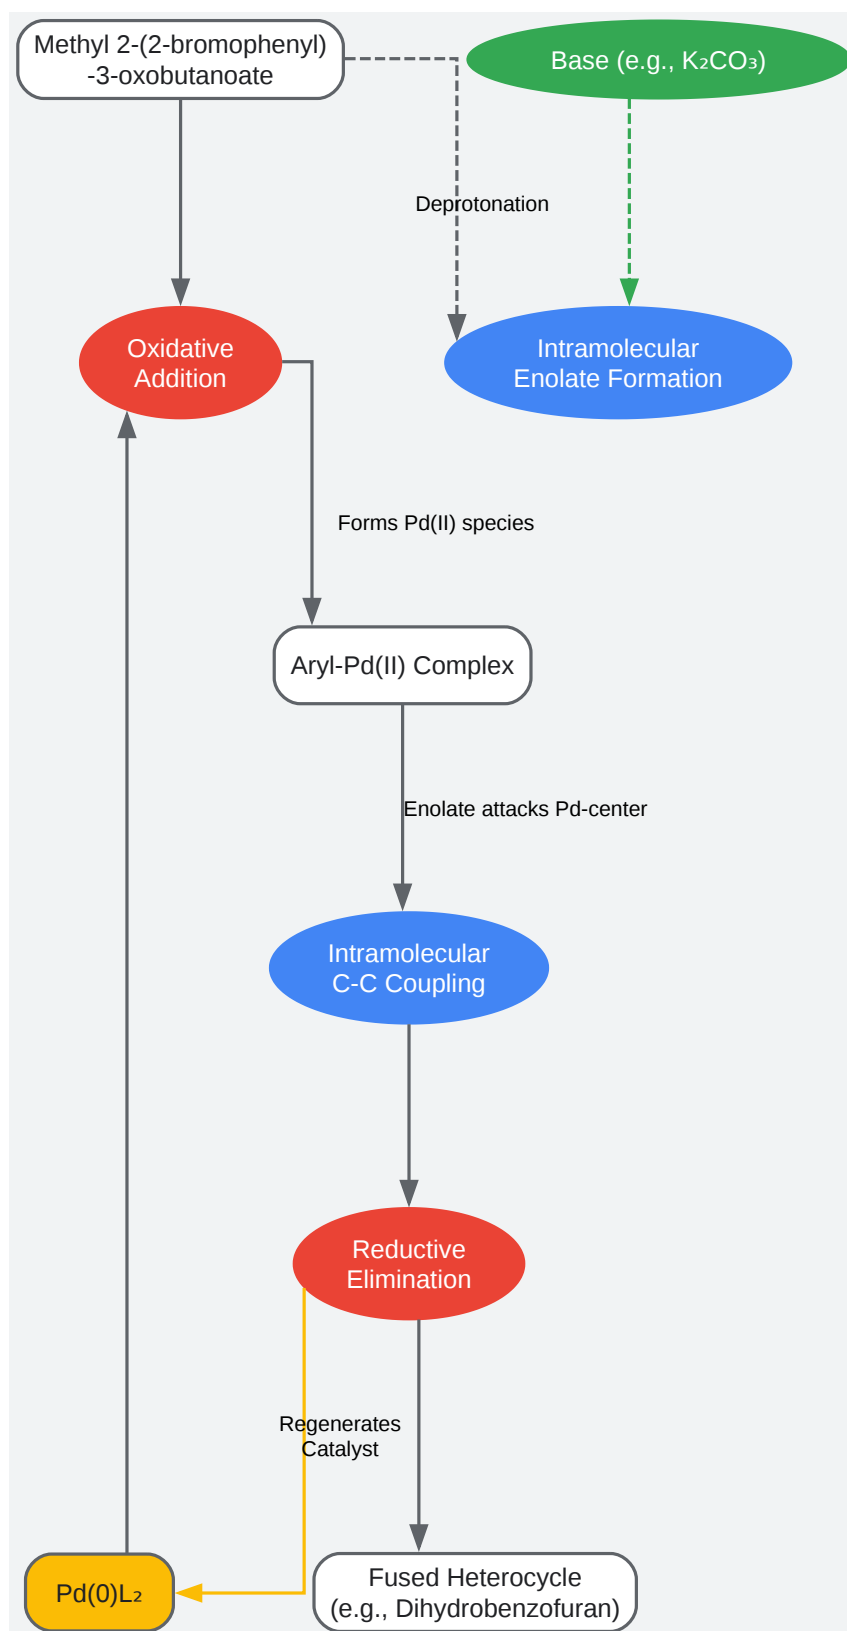 Methyl 2-(2-bromophenyl)
-3-oxobutanoate
Base (e.g., K₂CO₃)
Deprotonation
Oxidative
Addition
Intramolecular
Enolate Formation
Forms Pd(II) species
Aryl-Pd(II) Complex
Enolate attacks Pd-center
Intramolecular
C-C Coupling
Reductive
Elimination
Regenerates
Catalyst
Pd(0)L₂
Fused Heterocycle
(e.g., Dihydrobenzofuran)